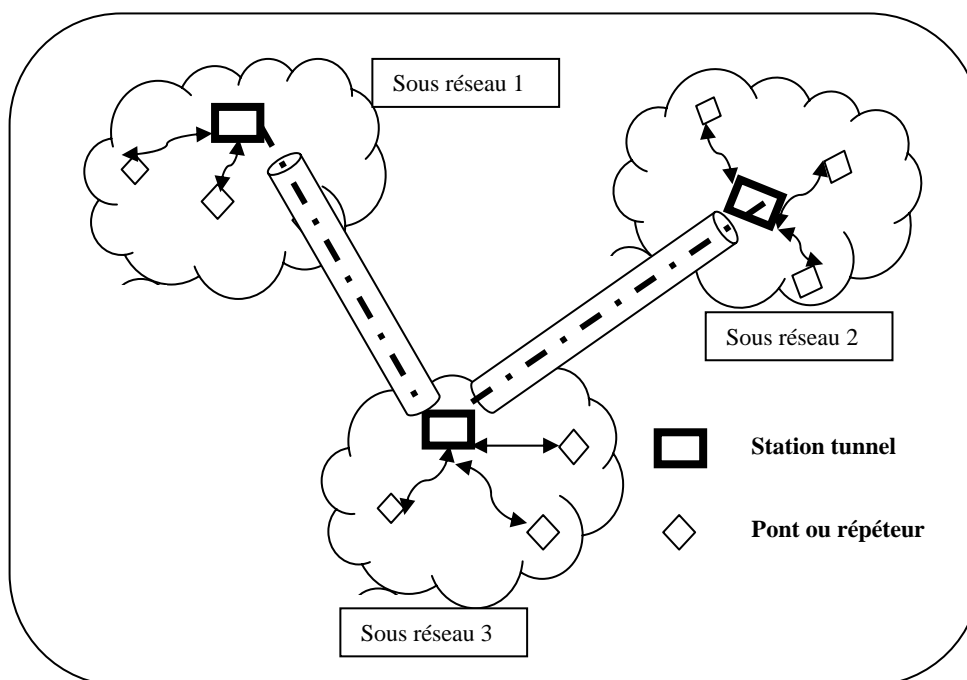 Sous réseau 1
Sous réseau 2
Station tunnel
Pont ou répéteur
Sous réseau 3